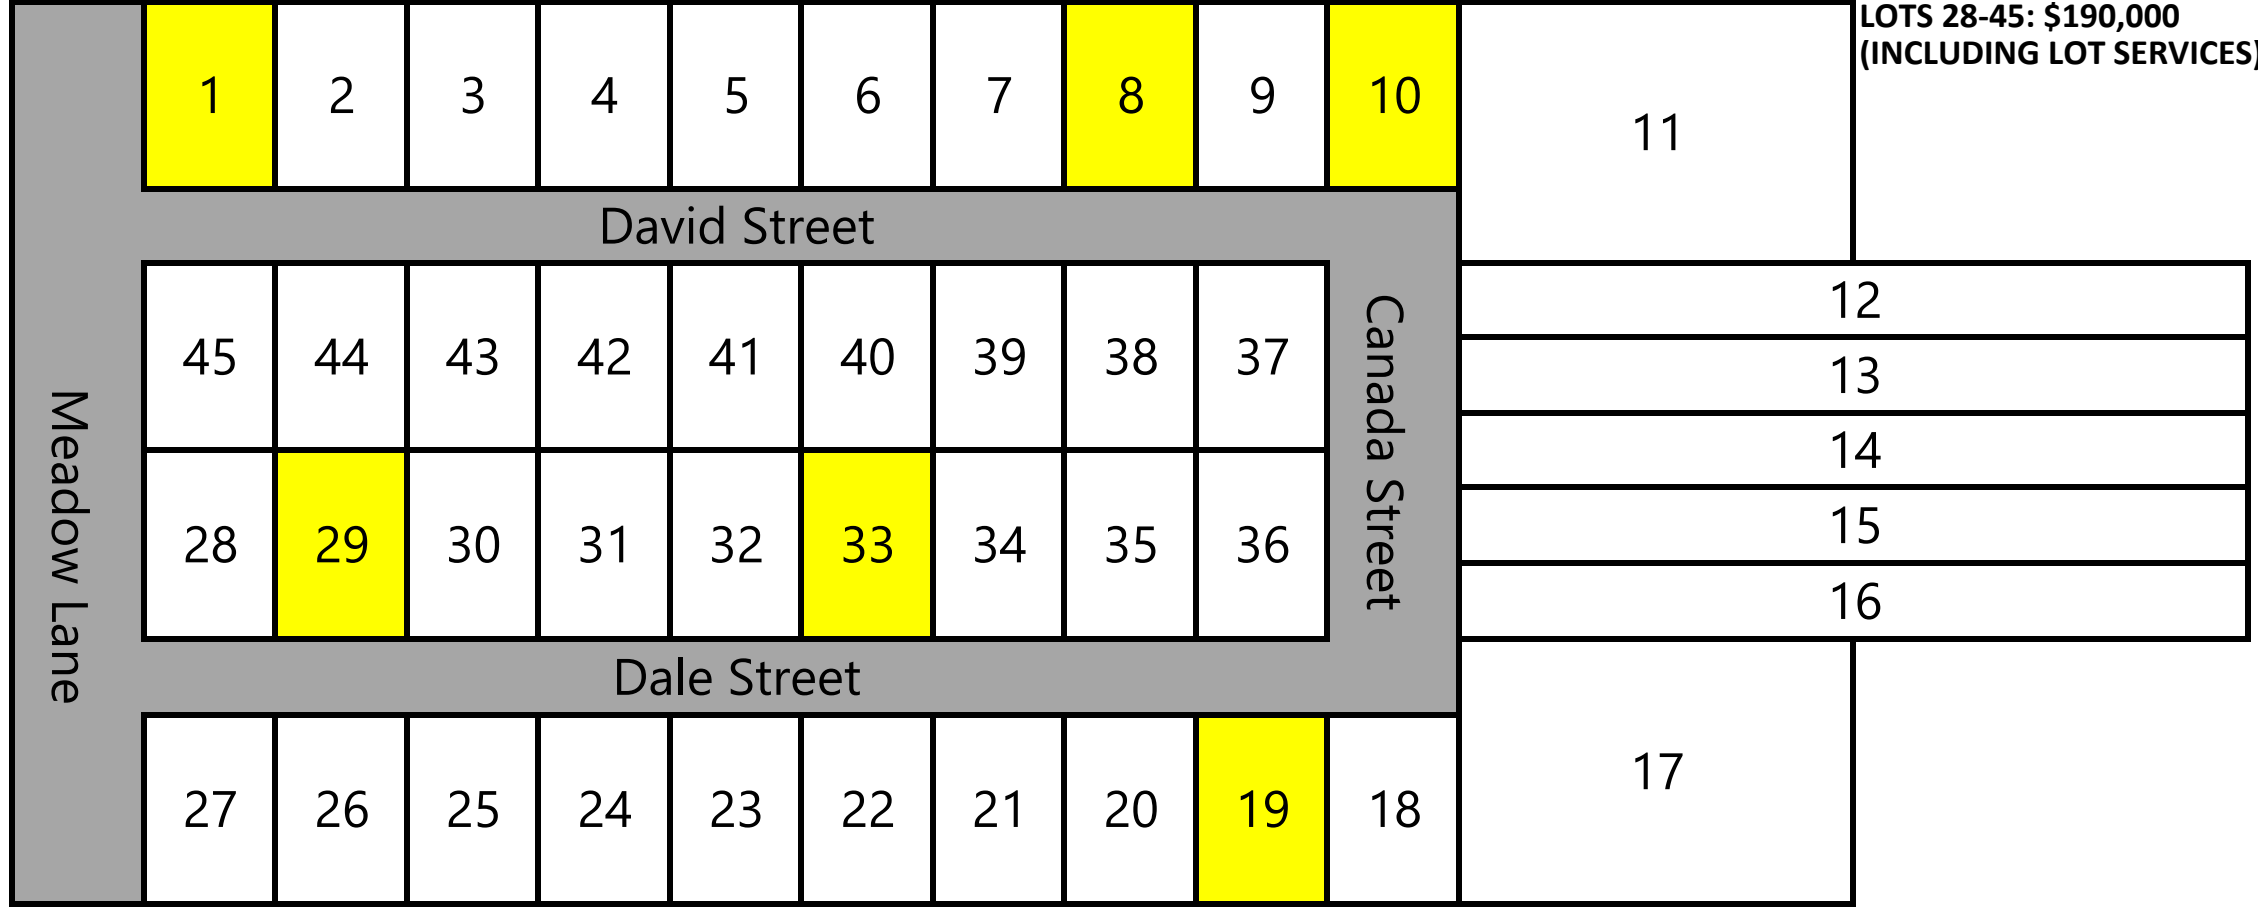 LOTS 28-45: $190,000
(INCLUDING LOT SERVICES)
1 2 3 4 5 6 7 8 9 10
11
David Street
12
45 44 43 42 41 40 39 38 37
13
14
Canada Street
Meadow Lane
28 29 30 31 32 33 34 35 36
15
16
Dale Street
17
27 26 25 24 23 22 21 20 19 18